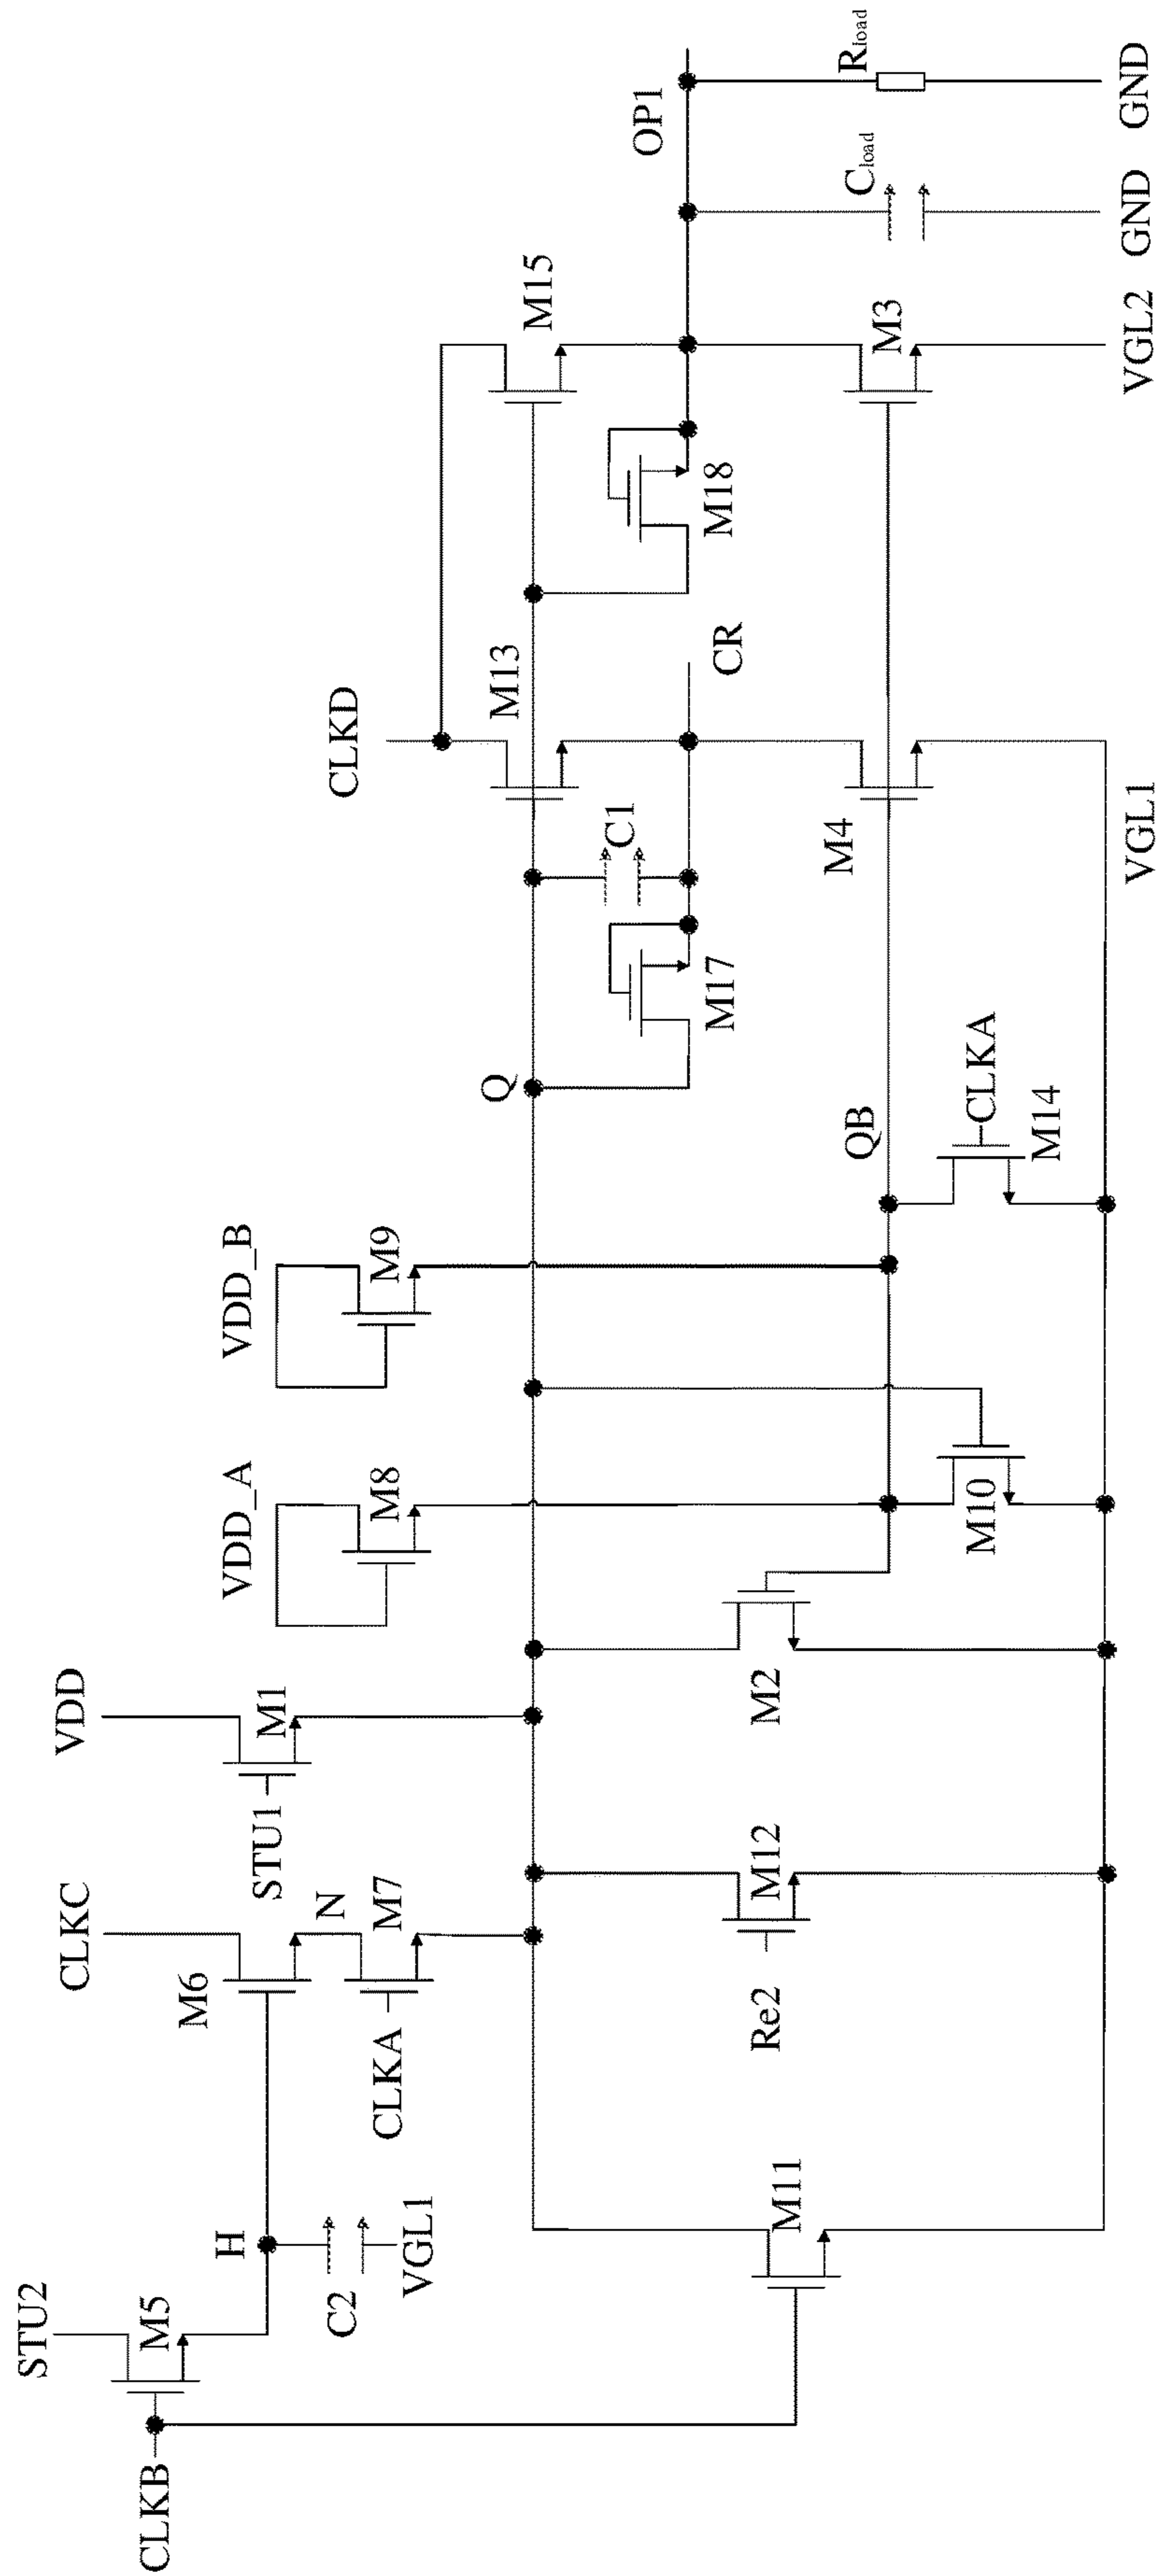 CLKB
STU2
M5
H
C2
VGL1
M11
CLKC
M6
N
M7
CLKA
Re2
M12
VDD
STU1
M1
M2
VDD_A
M8
M10
VDD_B
M9
QB
CLKA
M14
Q
M17
C1
M4
VGL1
CLKD
M13
CR
M18
M15
M3
VGL2
OP1
Cload
GND
Rload
GND